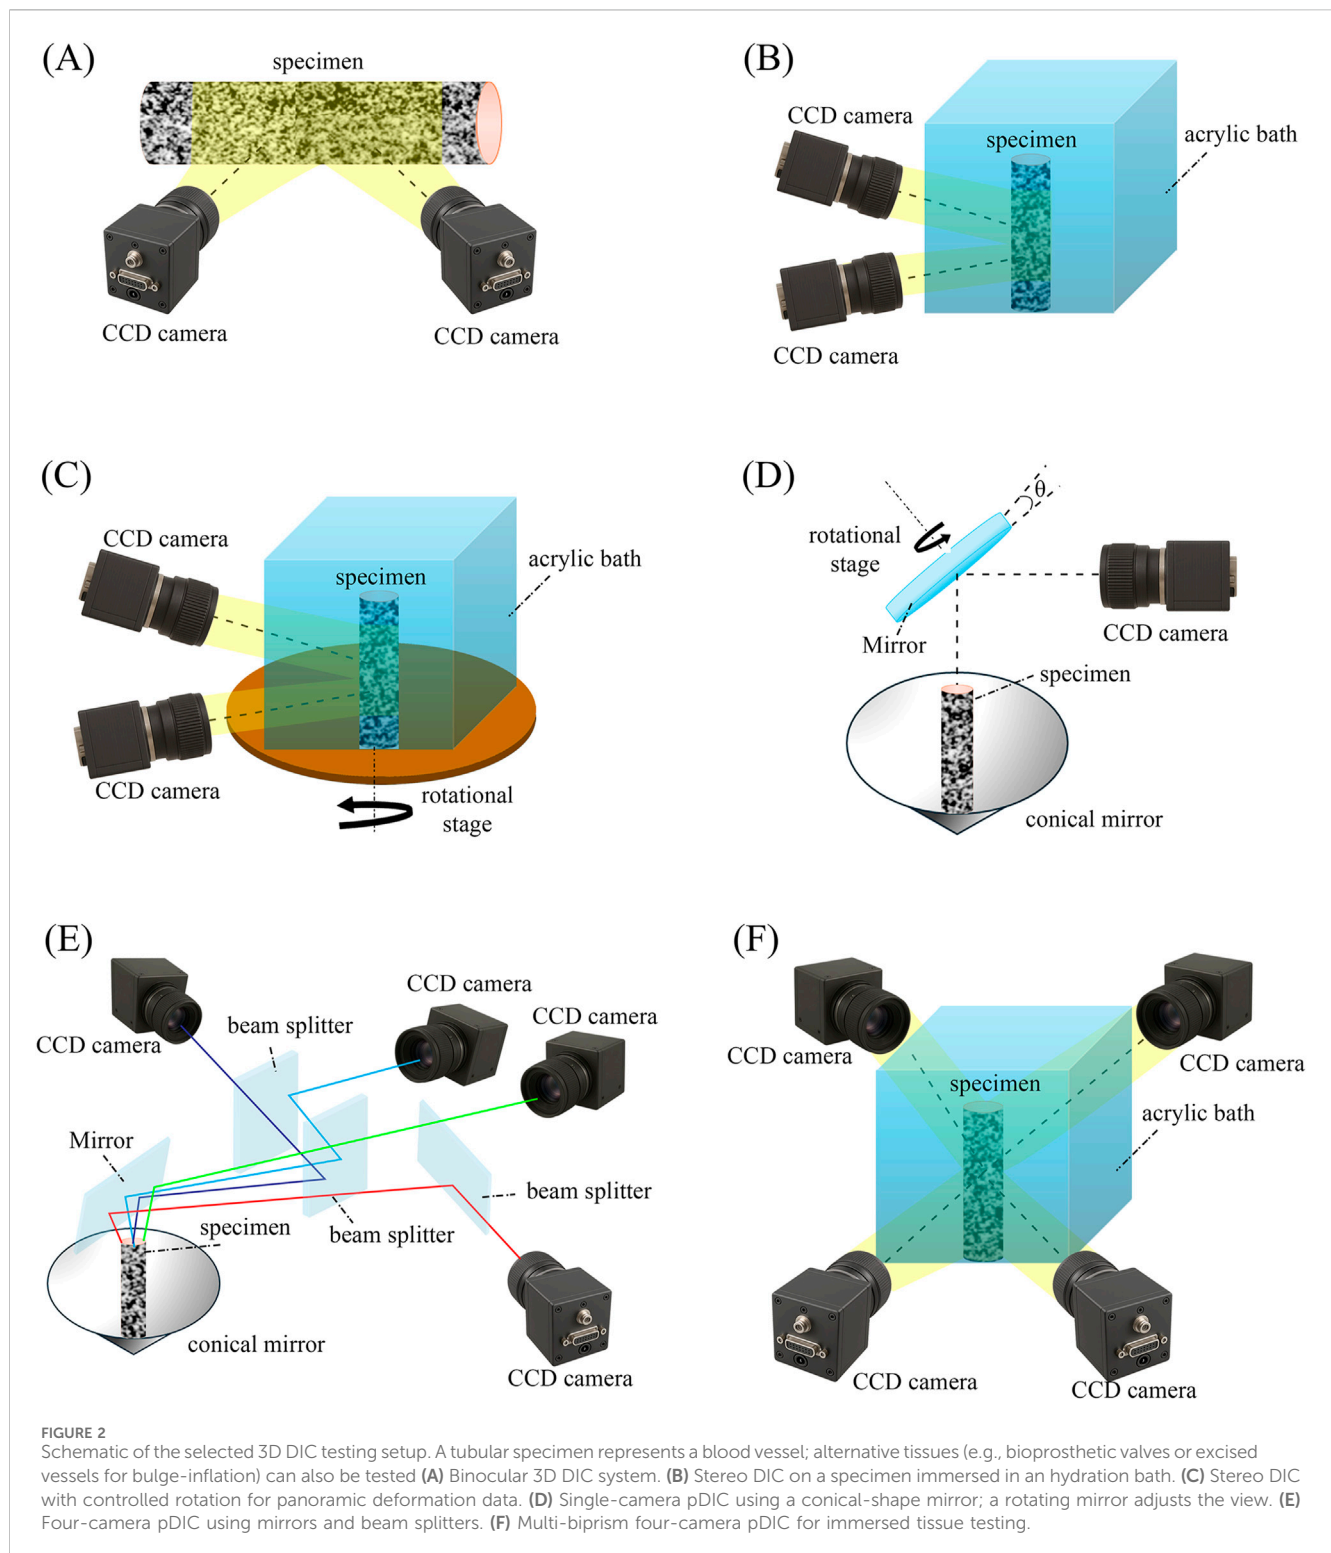 (A)
specimen
CCD camera
CCD camera
(B)
CCD camera
specimen
acrylic bath
CCD camera
(C)
CCD camera
specimen
acrylic bath
CCD camera
rotational
stage
(D)
θ
rotational
stage
Mirror
CCD camera
specimen
conical mirror
(E)
CCD camera
beam splitter
CCD camera
CCD camera
Mirror
specimen
beam splitter
beam splitter
conical mirror
CCD camera
(F)
CCD camera
specimen
CCD camera
acrylic bath
CCD camera
CCD camera
FIGURE 2
Schematic of the selected 3D DIC testing setup. A tubular specimen represents a blood vessel; alternative tissues (e.g., bioprosthetic valves or excised
vessels for bulge-inflation) can also be tested (A) Binocular 3D DIC system. (B) Stereo DIC on a specimen immersed in an hydration bath. (C) Stereo DIC
with controlled rotation for panoramic deformation data. (D) Single-camera pDIC using a conical-shape mirror; a rotating mirror adjusts the view. (E)
Four-camera pDIC using mirrors and beam splitters. (F) Multi-biprism four-camera pDIC for immersed tissue testing.